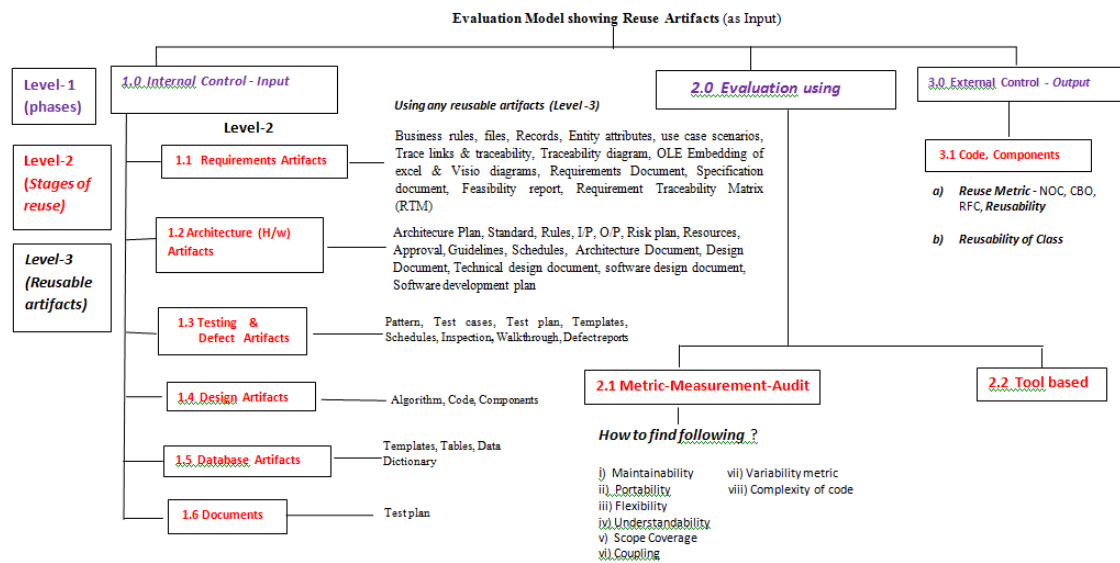 Evaluation Model showing Reuse Artifacts (as Input)
Level- 1
(phases)
Level-2
(Stages of
reuse)
Level-3
(Reusable
artifacts)
1.0 Internal Control - Input
Level-2
1.1 Requirements Artifacts
1.2 Architecture (H/w)
Artifacts
1.3 Testing &
Defect Artifacts
1.4 Design Artifacts
1.5 Database Artifacts
1.6 Documents
Using any reusable artifacts (Level -3)
Business rules, files, Records, Entity attributes, use case scenarios,
Trace links & traceability, Traceability diagram, OLE Embedding of
excel & Visio diagrams, Requirements Document, Specification
document, Feasibility report, Requirement Traceability Matrix
(RTM)
Architecure Plan, Standard, Rules, I/P, O/P, Risk plan, Resources,
Approval, Guidelines, Schedules, Architecture Document, Design
Document, Technical design document, software design document,
Software development plan
Pattern, Test cases, Test plan, Templates,
Schedules, Inspection, Walkthrough, Defect reports
Algorithm, Code, Components
Templates, Tables, Data
Dictionary
Test plan
2.0 Evaluation using
2.1 Metric-Measurement-Audit
How to find following ?
i) Maintainability
ii) Portability
iii) Flexibility
iv) Understandability
v) Scope Coverage
vi) Coupling
vii) Variability metric
viii) Complexity of code
2.2 Tool based
3.0 External Control - Output
3.1 Code, Components
a) Reuse Metric - NOC, CBO,
RFC, Reusability
b) Reusability of Class